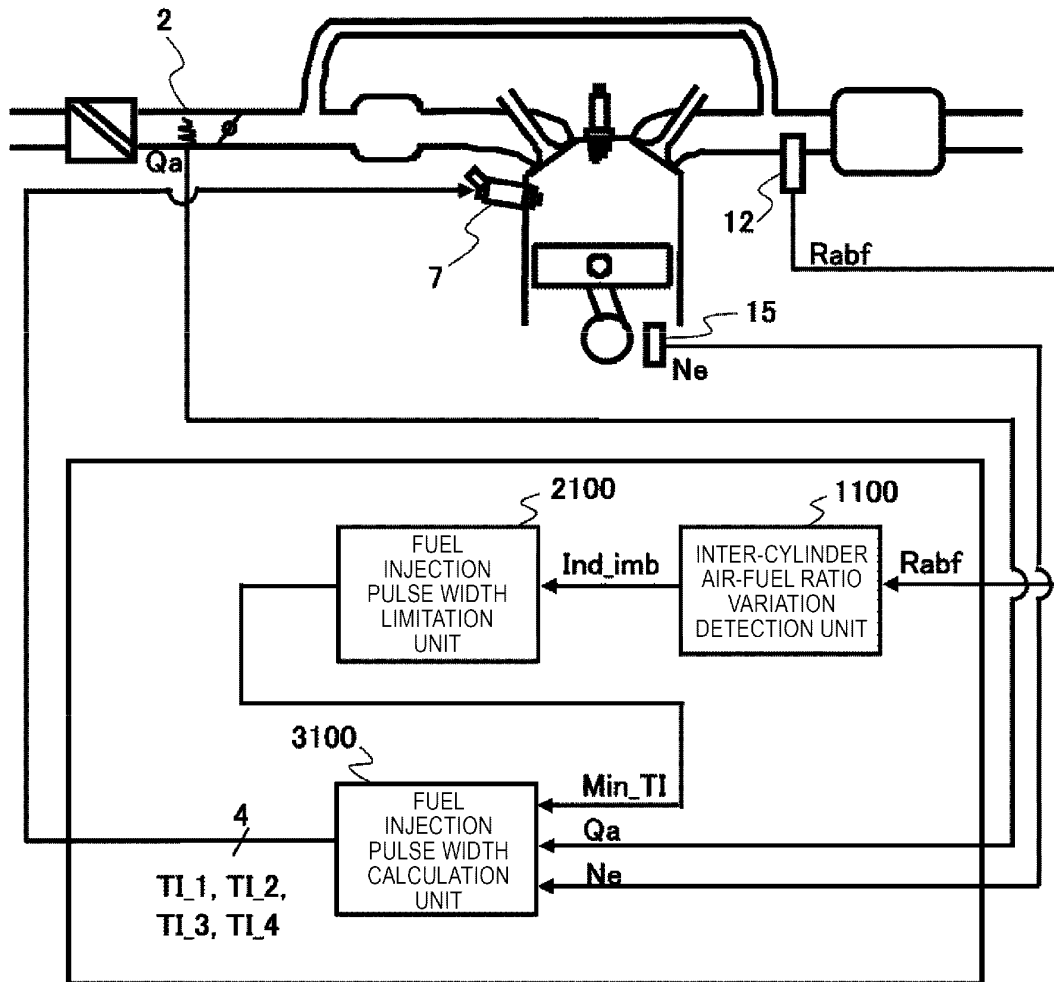 2
Qa
7
12
Rabf
15
Ne
2100
FUEL
INJECTION
PULSE WIDTH
LIMITATION
UNIT
Ind_imb
1100
INTER-CYLINDER
AIR-FUEL RATIO
VARIATION
DETECTION UNIT
Rabf
3100
FUEL
INJECTION
PULSE WIDTH
CALCULATION
UNIT
Min_TI
Qa
Ne
4
TI_1, TI_2,
TI_3, TI_4